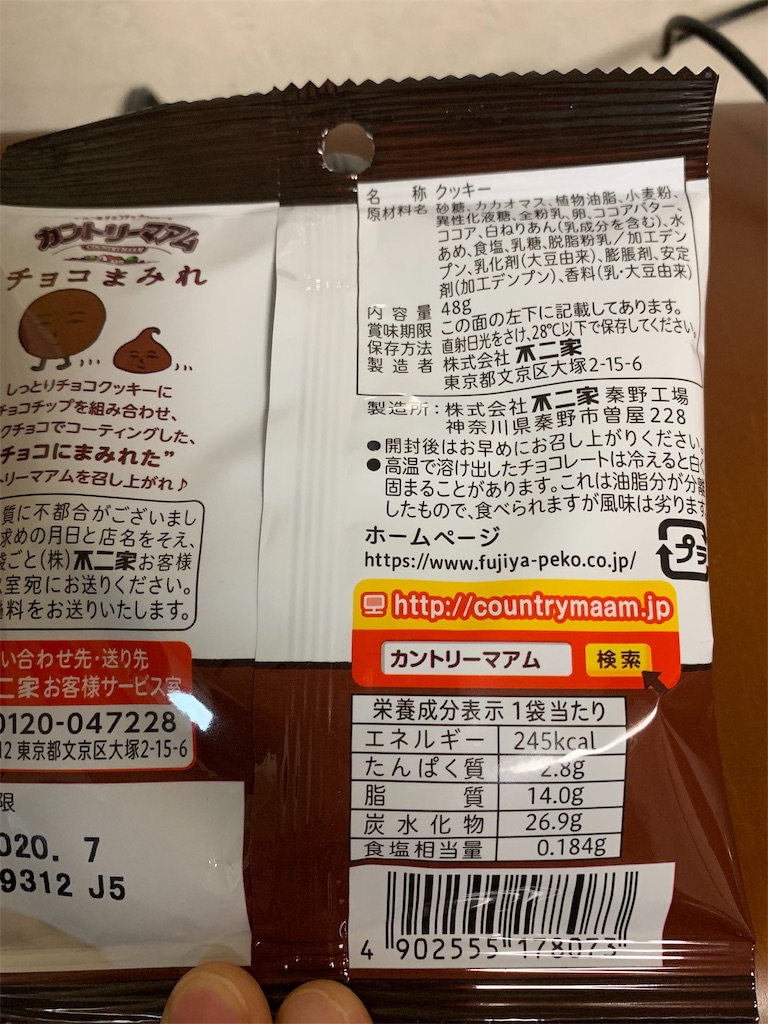 カントリーマアム
チョコまみれ
しっとりチョコクッキーに
チョコチップを組み合わせ、
クチョコでコーティングした、
チョコにまみれた"
トリーマアムを召し上がれ♪
質に不都合がございまし
求めの月日と店名をそえ、
袋ごと(株)不二家お客様
室宛にお送りください。
料をお送りいたします。
い合わせ先・送り先
二家お客様サービス室
0120-047228
12 東京都文京区大塚2-15-6
限
020. 7
9312 J5
名称 クッキー
原材料名 砂糖、カカオマス、植物油脂、小麦粉、
異性化液糖、全粉乳、卵、ココアバター、
ココア、白ねりあん(乳成分を含む)、水
あめ、食塩、乳糖、脱脂粉乳/加工デン
プン、乳化剤(大豆由来)、膨脹剤、安定
剤(加工デンプン)、香料(乳・大豆由来)
内容量 48g
賞味期限 この面の左下に記載してあります。
保存方法 直射日光をさけ、28℃以下で保存してください。
製造者 株式会社 不二家
東京都文京区大塚2-15-6
製造所:株式会社 不二家 秦野工場
神奈川県秦野市曽屋228
●開封後はお早めにお召し上がりください。
●高温で溶け出したチョコレートは冷えると白く
固まることがあります。これは油脂分が分離
したもので、食べられますが風味は劣ります
ホームページ
https://www.fujiya-peko.co.jp/
プラ
http://countrymaam.jp
カントリーマアム 検索
栄養成分表示 1袋当たり
エネルギー 245kcal
たんぱく質 2.8g
脂質 14.0g
炭水化物 26.9g
食塩相当量 0.184g
4 902555 178073